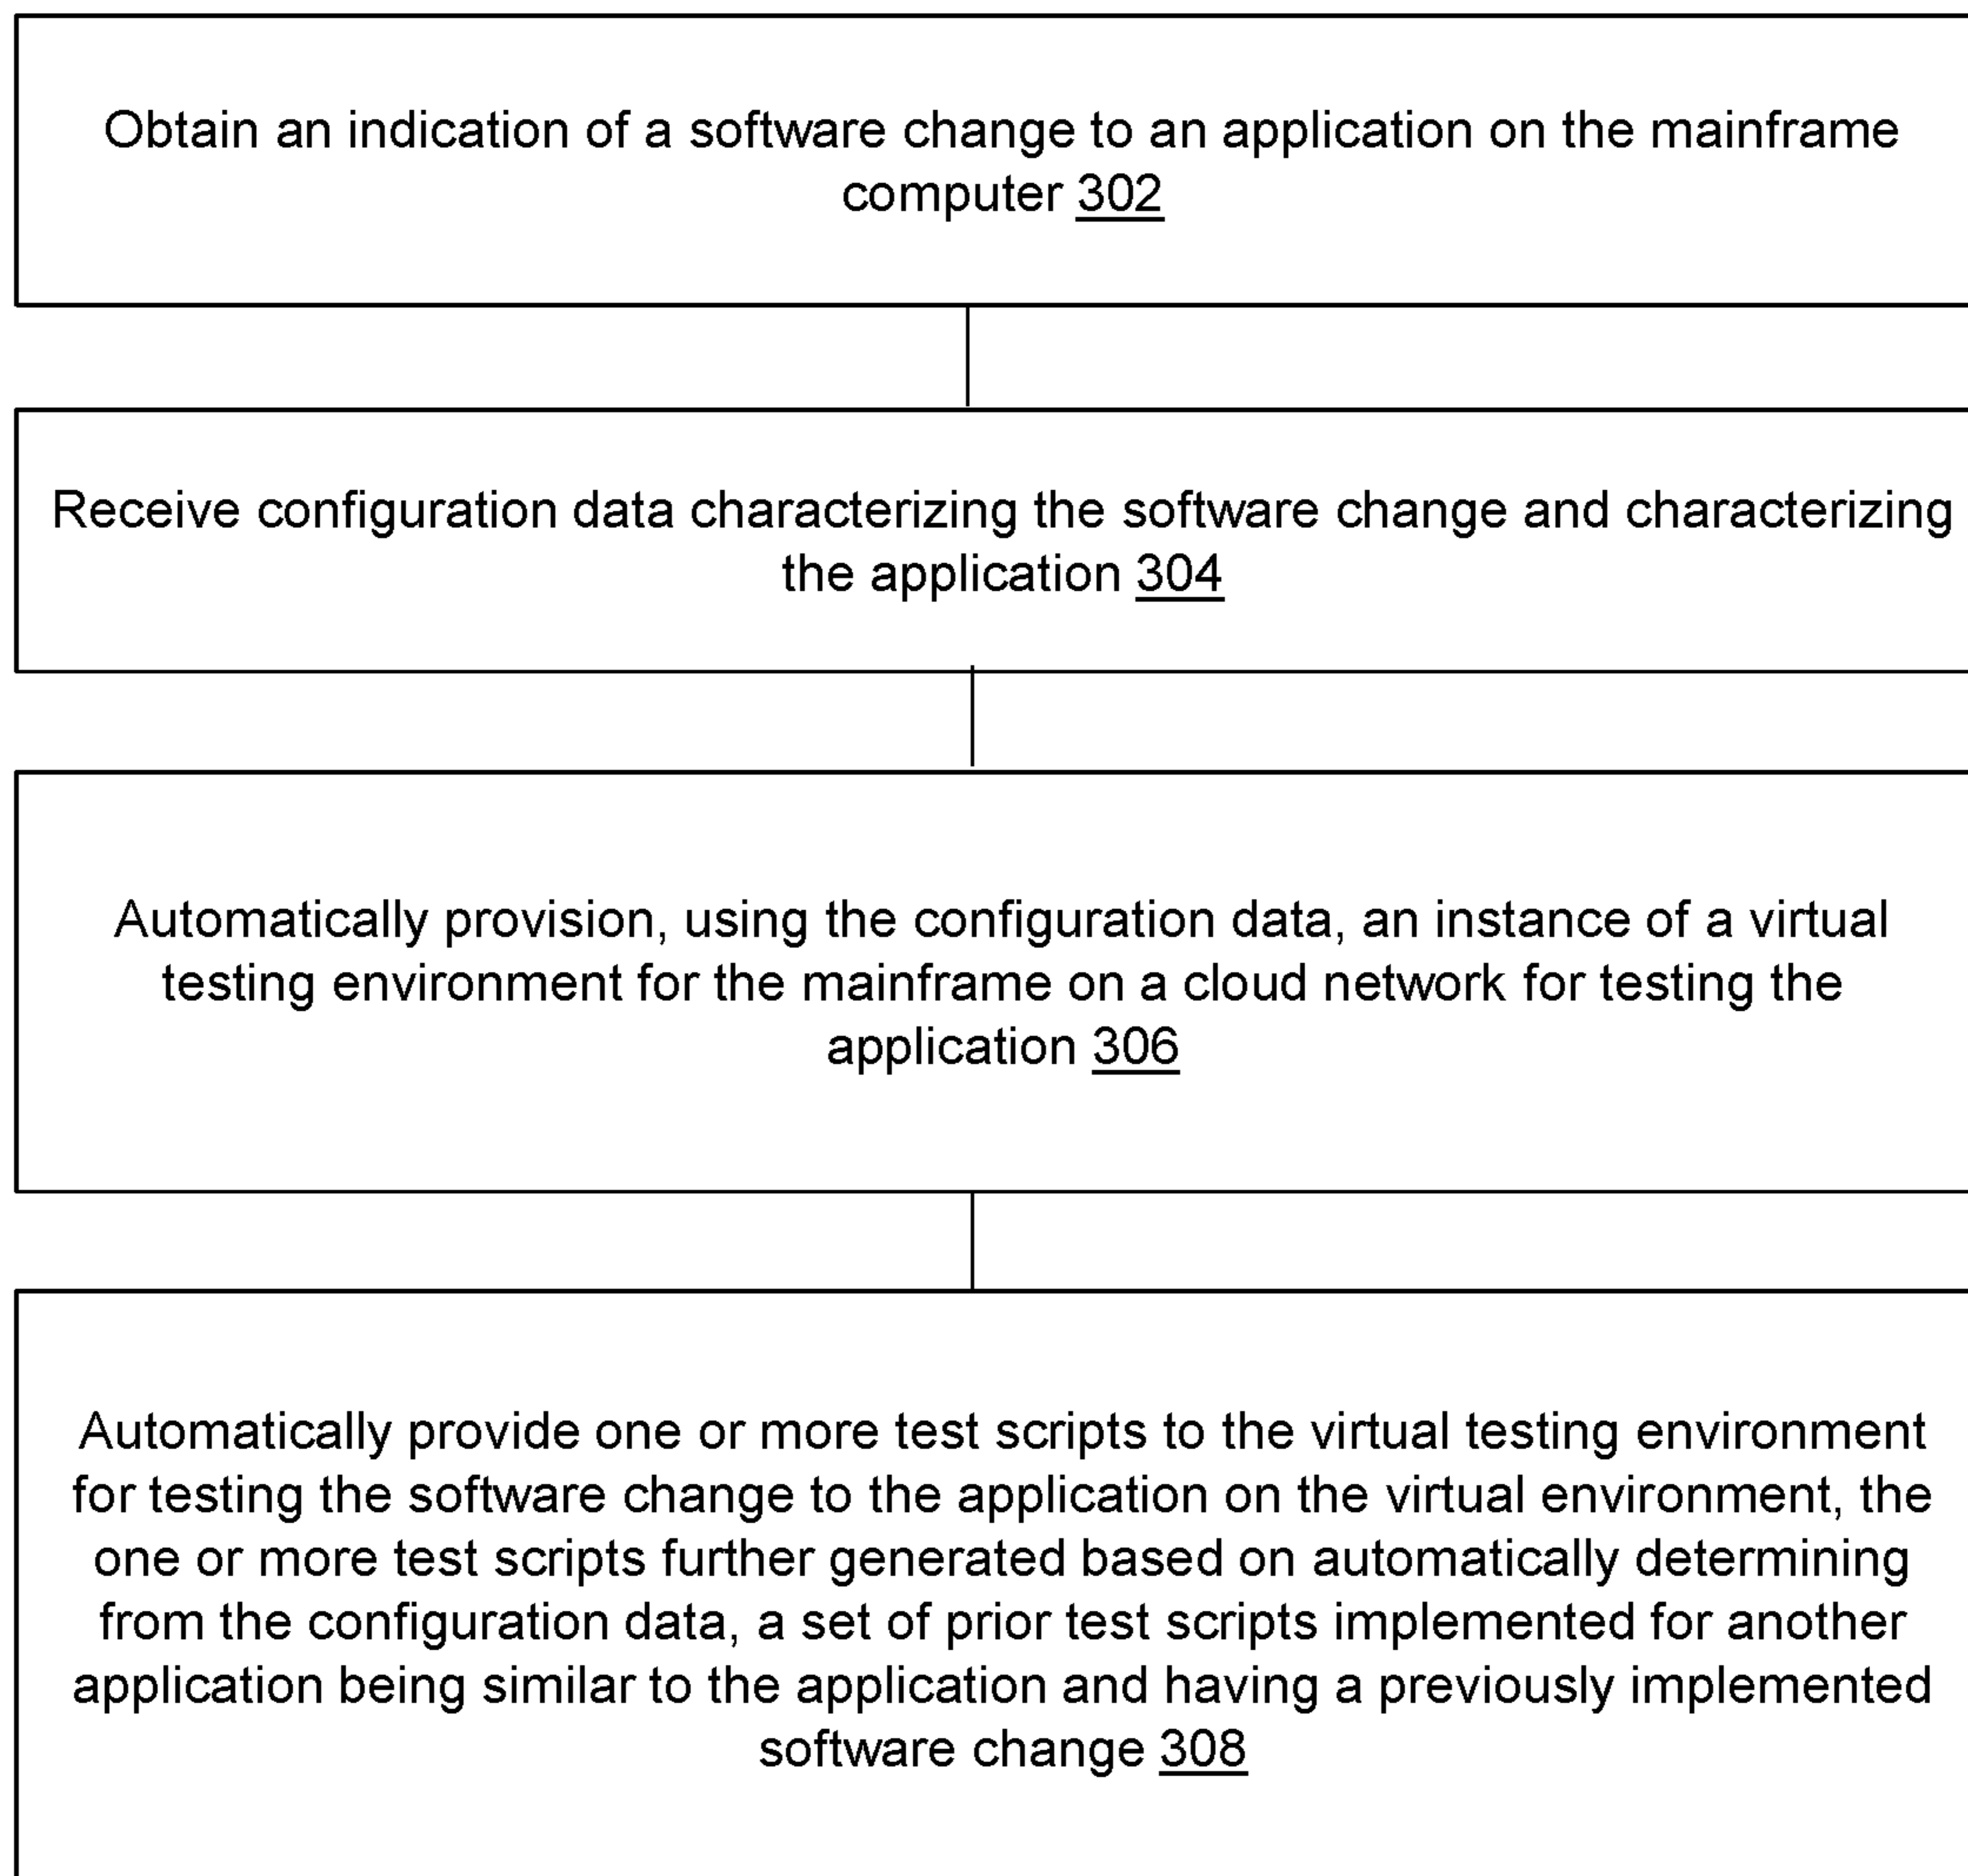 Obtain an indication of a software change to an application on the mainframe
computer 302
Receive configuration data characterizing the software change and characterizing
the application 304
Automatically provision, using the configuration data, an instance of a virtual
testing environment for the mainframe on a cloud network for testing the
application 306
Automatically provide one or more test scripts to the virtual testing environment
for testing the software change to the application on the virtual environment, the
one or more test scripts further generated based on automatically determining
from the configuration data, a set of prior test scripts implemented for another
application being similar to the application and having a previously implemented
software change 308